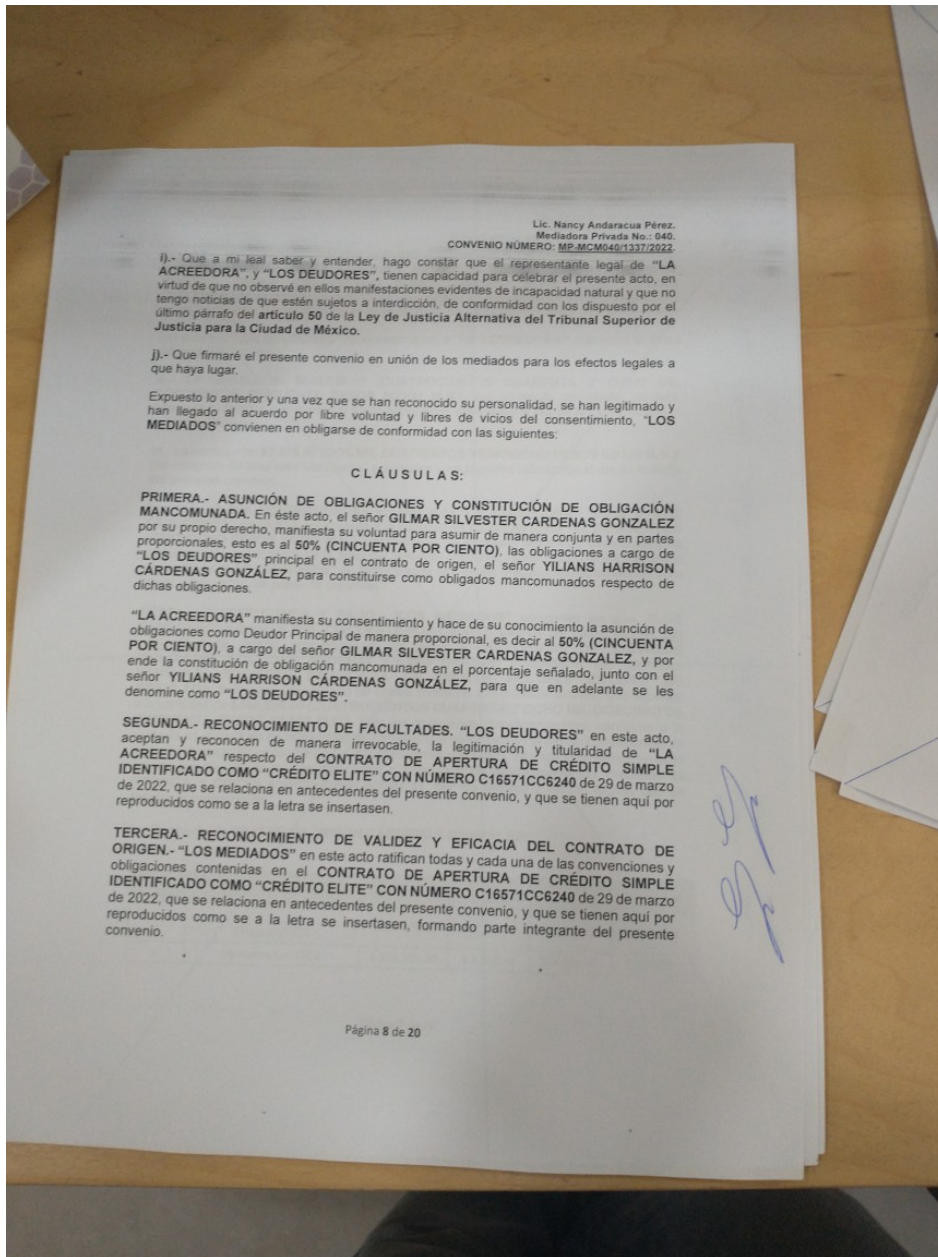 Lic. Nancy Andaracua Pérez.
Mediadora Privada No.: 040.
CONVENIO NÚMERO: MP-MCM040/1337/2022.
i).- Que a mi leal saber y entender, hago constar que el representante legal de “LA
ACREEDORA”, y “LOS DEUDORES”, tienen capacidad para celebrar el presente acto, en
virtud de que no observé en ellos manifestaciones evidentes de incapacidad natural y que no
tengo noticias de que estén sujetos a interdicción, de conformidad con los dispuesto por el
último párrafo del artículo 50 de la Ley de Justicia Alternativa del Tribunal Superior de
Justicia para la Ciudad de México.
j).- Que firmaré el presente convenio en unión de los mediados para los efectos legales a
que haya lugar.
Expuesto lo anterior y una vez que se han reconocido su personalidad, se han legitimado y
han llegado al acuerdo por libre voluntad y libres de vicios del consentimiento, “LOS
MEDIADOS” convienen en obligarse de conformidad con las siguientes:
CLÁUSULAS:
PRIMERA.- ASUNCIÓN DE OBLIGACIONES Y CONSTITUCIÓN DE OBLIGACIÓN
MANCOMUNADA. En éste acto, el señor GILMAR SILVESTER CARDENAS GONZALEZ
por su propio derecho, manifiesta su voluntad para asumir de manera conjunta y en partes
proporcionales, esto es al 50% (CINCUENTA POR CIENTO), las obligaciones a cargo de
“LOS DEUDORES” principal en el contrato de origen, el señor YILIANS HARRISON
CÁRDENAS GONZÁLEZ, para constituirse como obligados mancomunados respecto de
dichas obligaciones.
“LA ACREEDORA” manifiesta su consentimiento y hace de su conocimiento la asunción de
obligaciones como Deudor Principal de manera proporcional, es decir al 50% (CINCUENTA
POR CIENTO), a cargo del señor GILMAR SILVESTER CARDENAS GONZALEZ, y por
ende la constitución de obligación mancomunada en el porcentaje señalado, junto con el
señor YILIANS HARRISON CÁRDENAS GONZÁLEZ, para que en adelante se les
denomine como “LOS DEUDORES”.
SEGUNDA.- RECONOCIMIENTO DE FACULTADES. “LOS DEUDORES” en este acto,
aceptan y reconocen de manera irrevocable, la legitimación y titularidad de “LA
ACREEDORA” respecto del CONTRATO DE APERTURA DE CRÉDITO SIMPLE
IDENTIFICADO COMO “CRÉDITO ELITE” CON NÚMERO C16571CC6240 de 29 de marzo
de 2022, que se relaciona en antecedentes del presente convenio, y que se tienen aquí por
reproducidos como se a la letra se insertasen.
TERCERA.- RECONOCIMIENTO DE VALIDEZ Y EFICACIA DEL CONTRATO DE
ORIGEN.- “LOS MEDIADOS” en este acto ratifican todas y cada una de las convenciones y
obligaciones contenidas en el CONTRATO DE APERTURA DE CRÉDITO SIMPLE
IDENTIFICADO COMO “CRÉDITO ELITE” CON NÚMERO C16571CC6240 de 29 de marzo
de 2022, que se relaciona en antecedentes del presente convenio, y que se tienen aquí por
reproducidos como se a la letra se insertasen, formando parte integrante del presente
convenio.
Página 8 de 20